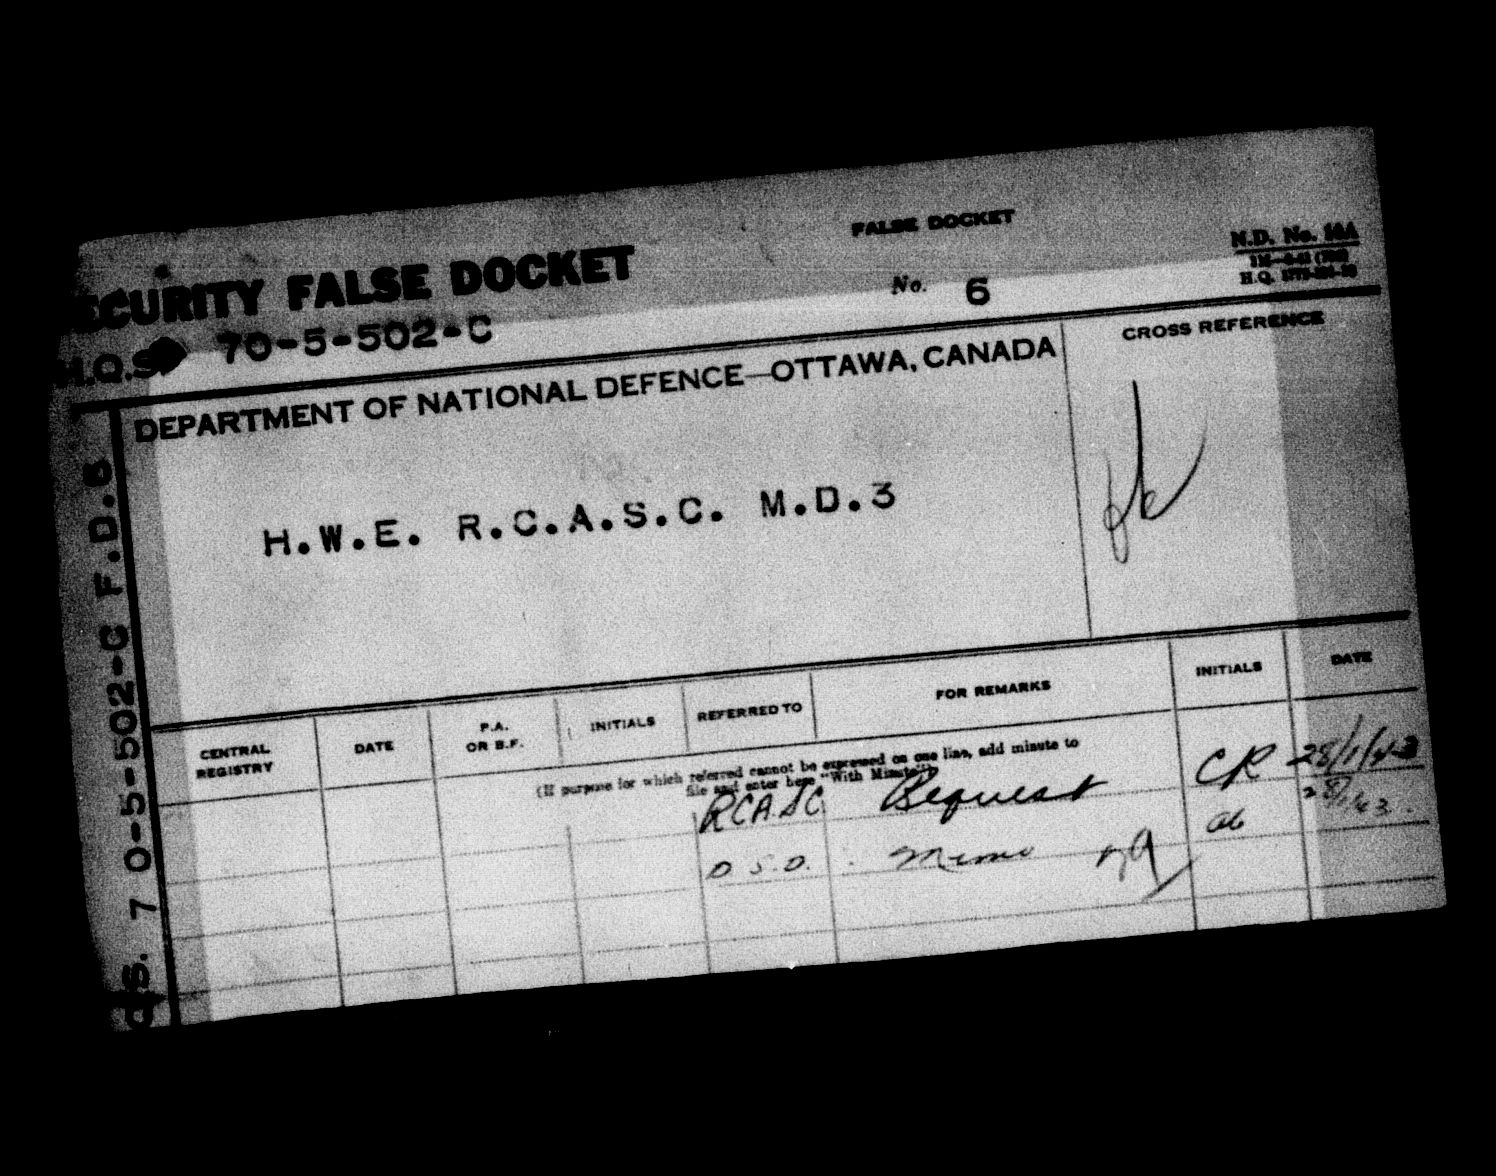 FALSE DOCKET
N.D. No. 14A
SECURITY FALSE DOCKET
No. 6
H.Q.
H.Q.S. 70-5-502-C
CROSS REFERENCE
DEPARTMENT OF NATIONAL DEFENCE—OTTAWA, CANADA
H.W.E. R.C.A.S.C. M.D.3
CENTRAL REGISTRY
DATE
P.A. OR B.F.
INITIALS
REFERRED TO
FOR REMARKS
INITIALS
DATE
(If purpose for which referred cannot be expressed on one line, add minute to
file and enter here "With Minute")
RCASC Request CR 28/1/43
D.S.D. Memo ab 28/1/43.
QS. 70-5-502-C F.D.6